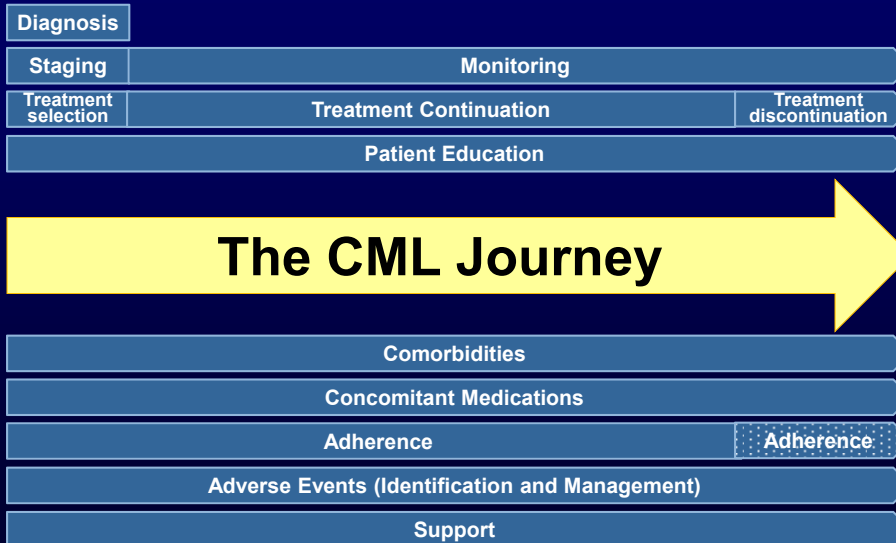 Diagnosis
Staging
Monitoring
Treatment
selection
Treatment Continuation
Treatment
discontinuation
Patient Education
The CML Journey
Comorbidities
Concomitant Medications
Adherence
Adherence
Adverse Events (Identification and Management)
Support